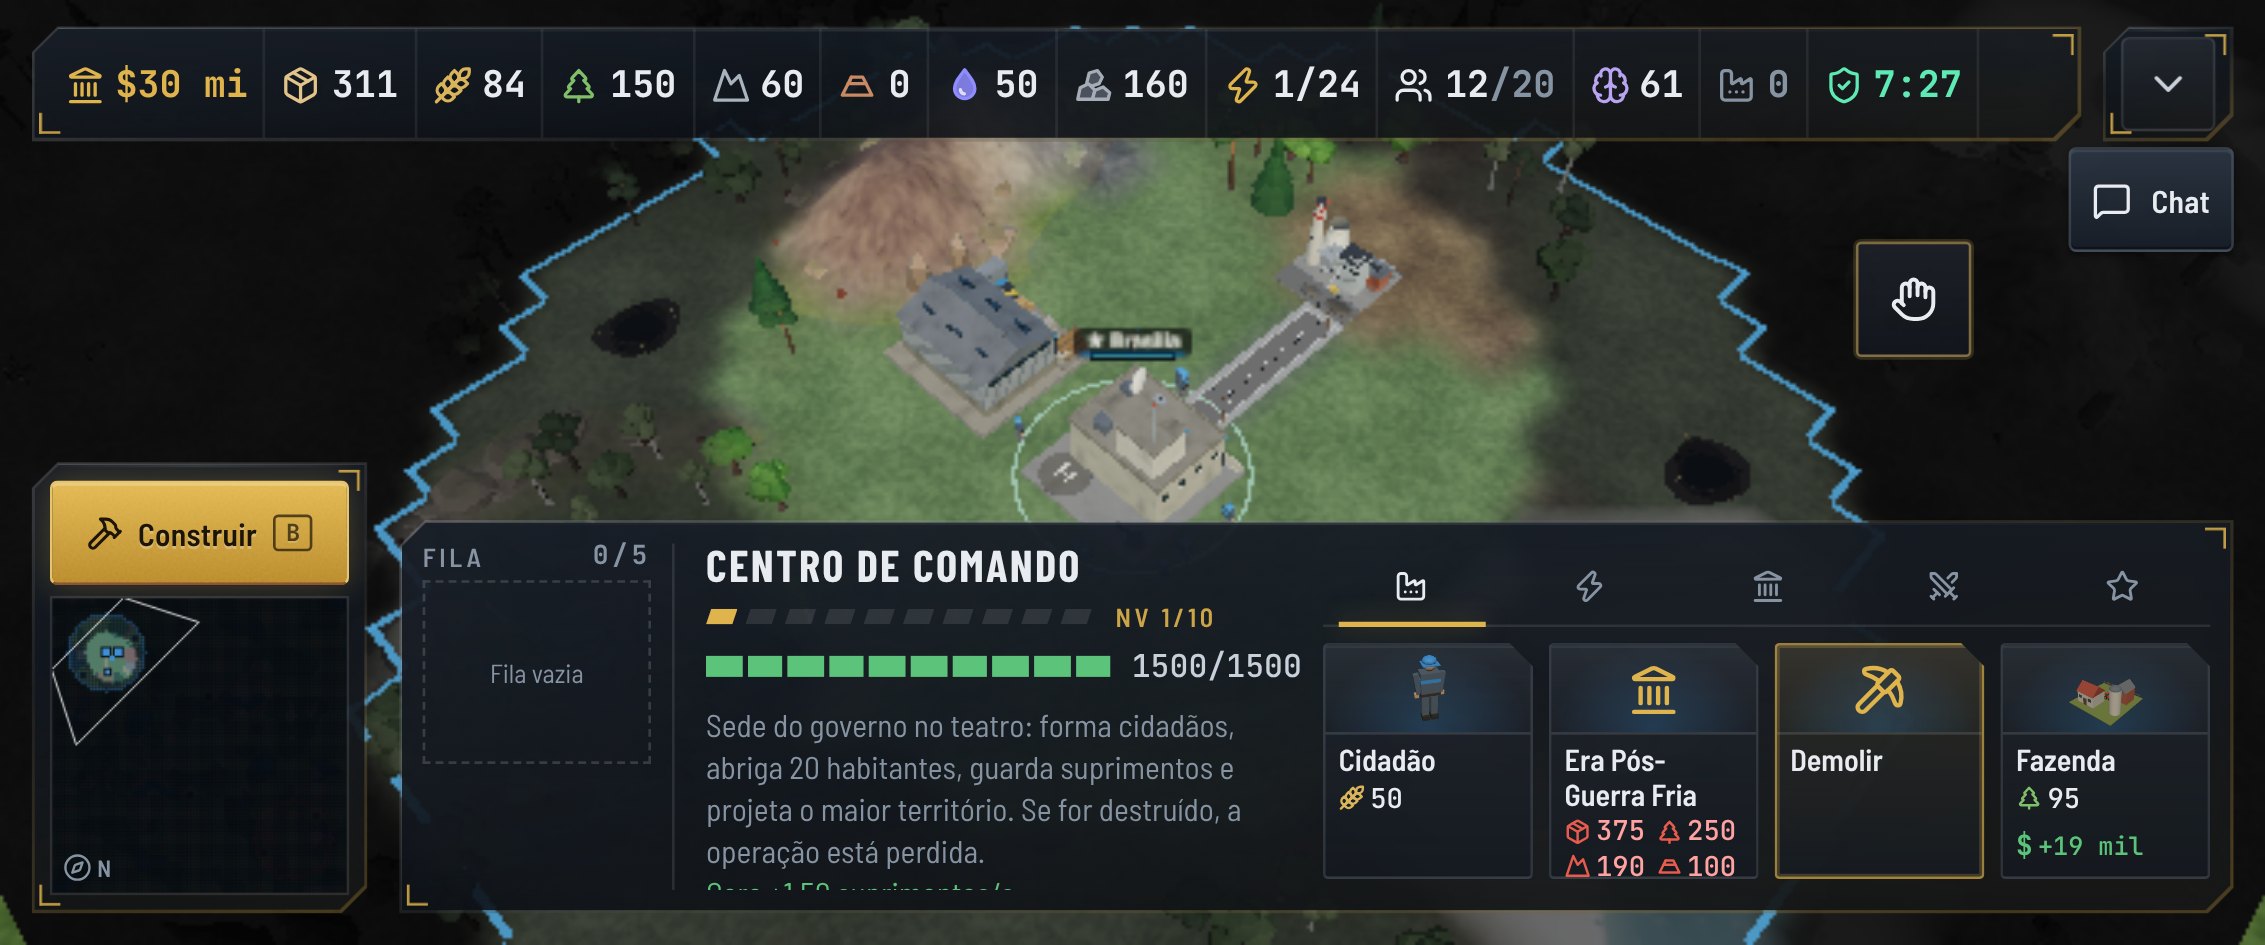 $30 mi 311 84 150 60 0 50 160 1/24 12/20 61 0 7:27
Chat
Construir B
N
FILA 0/5
Fila vazia
CENTRO DE COMANDO
NV 1/10
1500/1500
Sede do governo no teatro: forma cidadãos,
abriga 20 habitantes, guarda suprimentos e
projeta o maior território. Se for destruído, a
operação está perdida.
Cidadão
50
Era Pós-
Guerra Fria
375 250
190 100
Demolir
Fazenda
95
$+19 mil